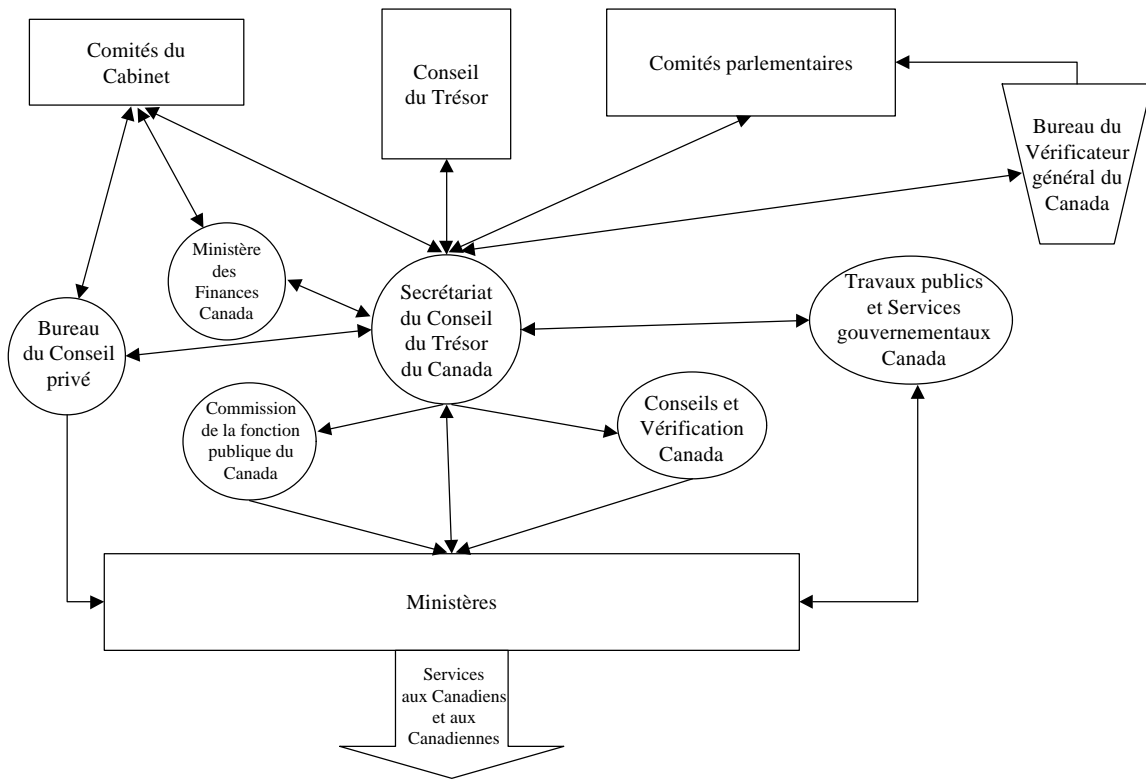 Comités du
Cabinet
Conseil
du Trésor
Comités parlementaires
Bureau du
Vérificateur
général du
Canada
Ministère
des
Finances
Canada
Secrétariat
du Conseil
du Trésor
du Canada
Travaux publics
et Services
gouvernementaux
Canada
Bureau
du Conseil
privé
Commission
de la fonction
publique du
Canada
Conseils et
Vérification
Canada
Ministères
Services
aux Canadiens
et aux
Canadiennes